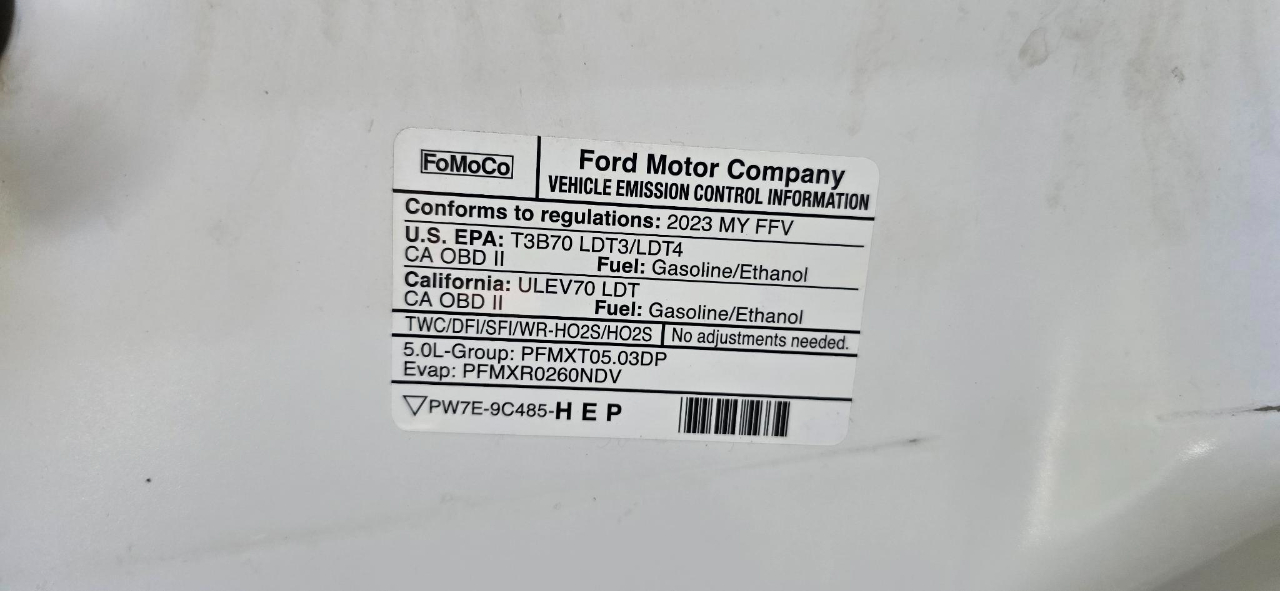 FoMoCo
Ford Motor Company
VEHICLE EMISSION CONTROL INFORMATION
Conforms to regulations: 2023 MY FFV
U.S. EPA: T3B70 LDT3/LDT4
CA OBD II Fuel: Gasoline/Ethanol
California: ULEV70 LDT
CA OBD II Fuel: Gasoline/Ethanol
TWC/DFI/SFI/WR-HO2S/HO2S No adjustments needed.
5.0L-Group: PFMXT05.03DP
Evap: PFMXR0260NDV
PW7E-9C485-H E P